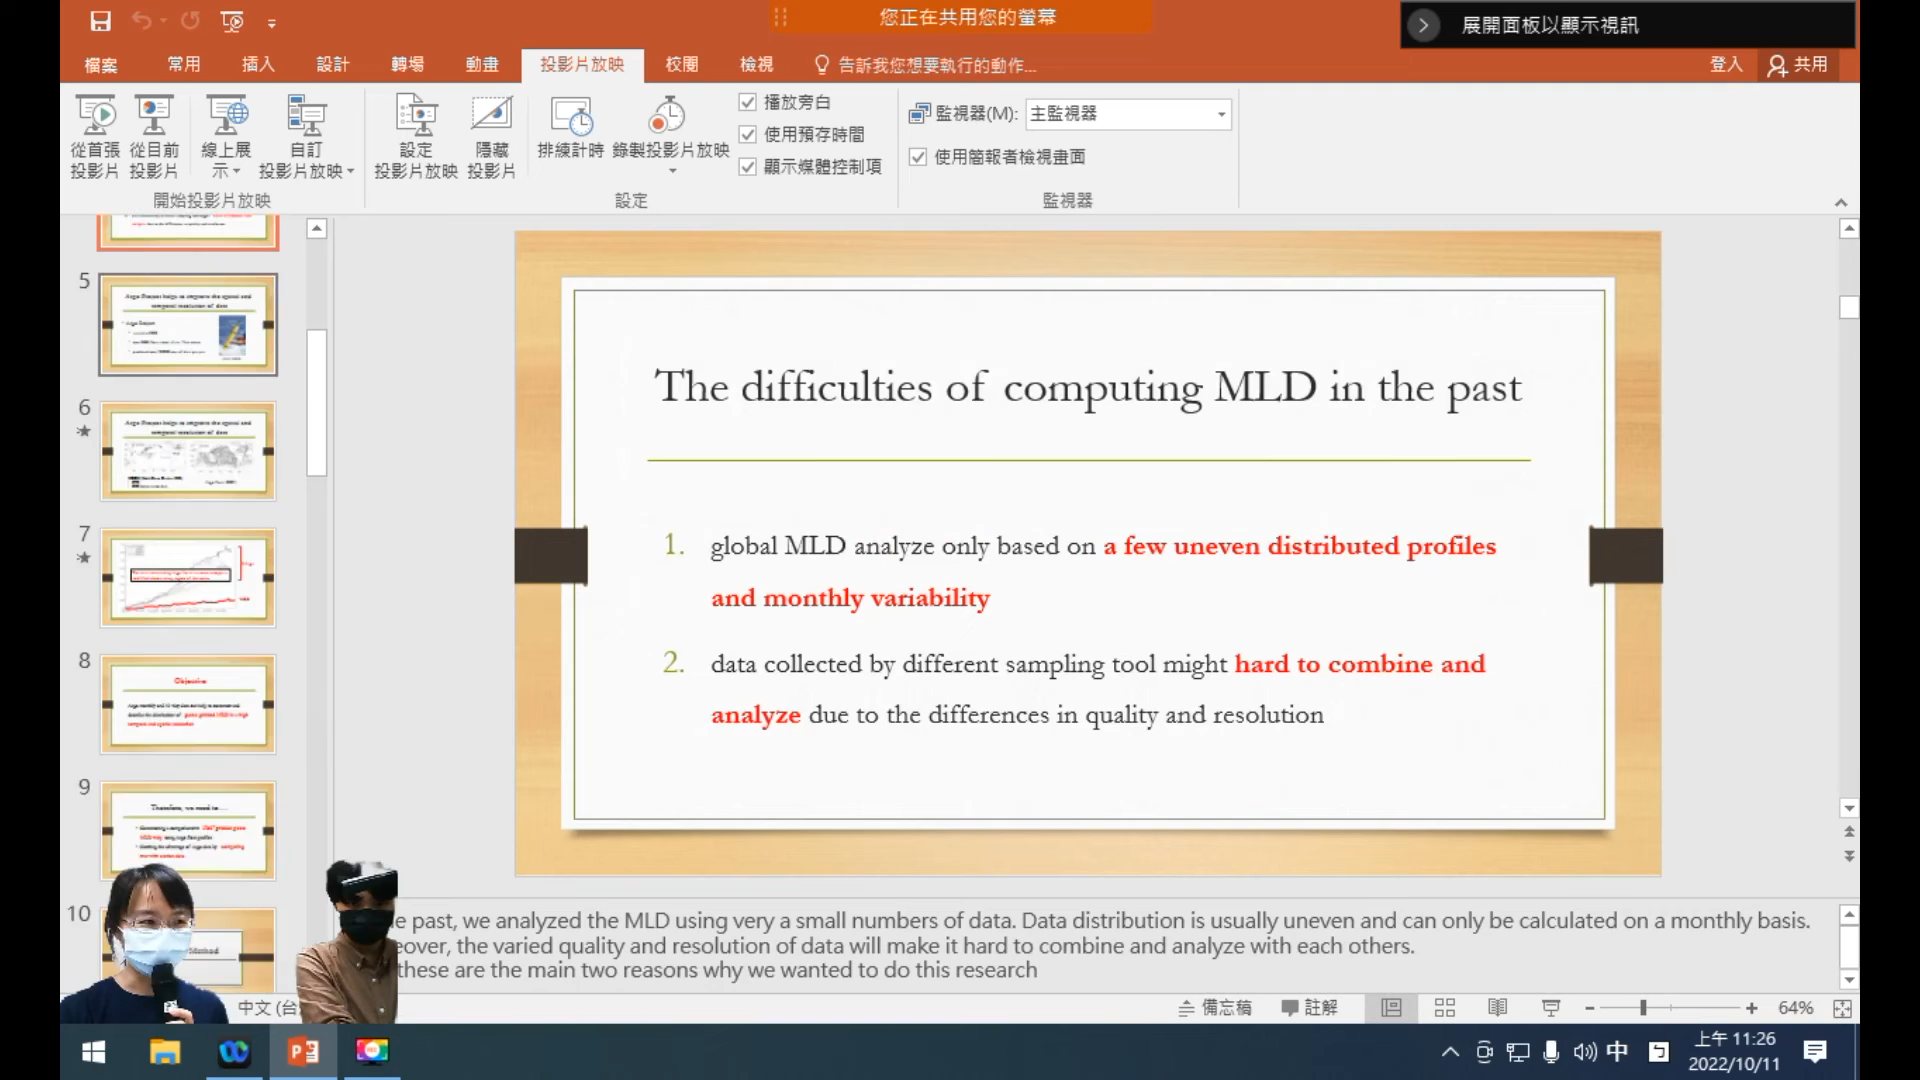 您正在共用您的螢幕
展開面板以顯示視訊
檔案 常用 插入 設計 轉場 動畫 投影片放映 校閱 檢視 告訴我您想要執行的動作... 登入 共用
從首張投影片 從目前投影片 線上展示 自訂投影片放映 設定投影片放映 隱藏投影片 排練計時 錄製投影片放映
播放旁白
使用預存時間
顯示媒體控制項
監視器(M): 主監視器
使用簡報者檢視畫面
開始投影片放映 設定 監視器
5
6
7
8
Objective
9
10
The difficulties of computing MLD in the past
1. global MLD analyze only based on a few uneven distributed profiles
and monthly variability
2. data collected by different sampling tool might hard to combine and
analyze due to the differences in quality and resolution
e past, we analyzed the MLD using very a small numbers of data. Data distribution is usually uneven and can only be calculated on a monthly basis.
eover, the varied quality and resolution of data will make it hard to combine and analyze with each others.
these are the main two reasons why we wanted to do this research
中文 (台 備忘稿 註解 64%
中 上午 11:26
2022/10/11